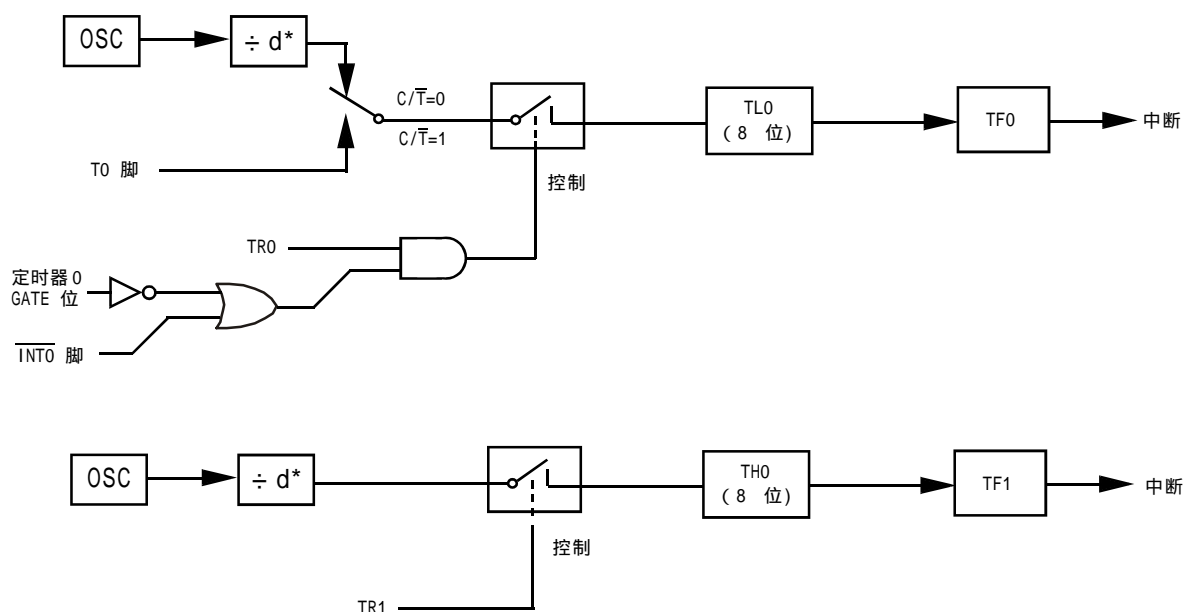 OSC
÷ d*
C/T̅=0
C/T̅=1
TL0
(8 位)
TF0
中断
T0 脚
控制
TR0
定时器0
GATE 位
I̅N̅T̅0̅ 脚
OSC
÷ d*
TH0
(8 位)
TF1
中断
控制
TR1